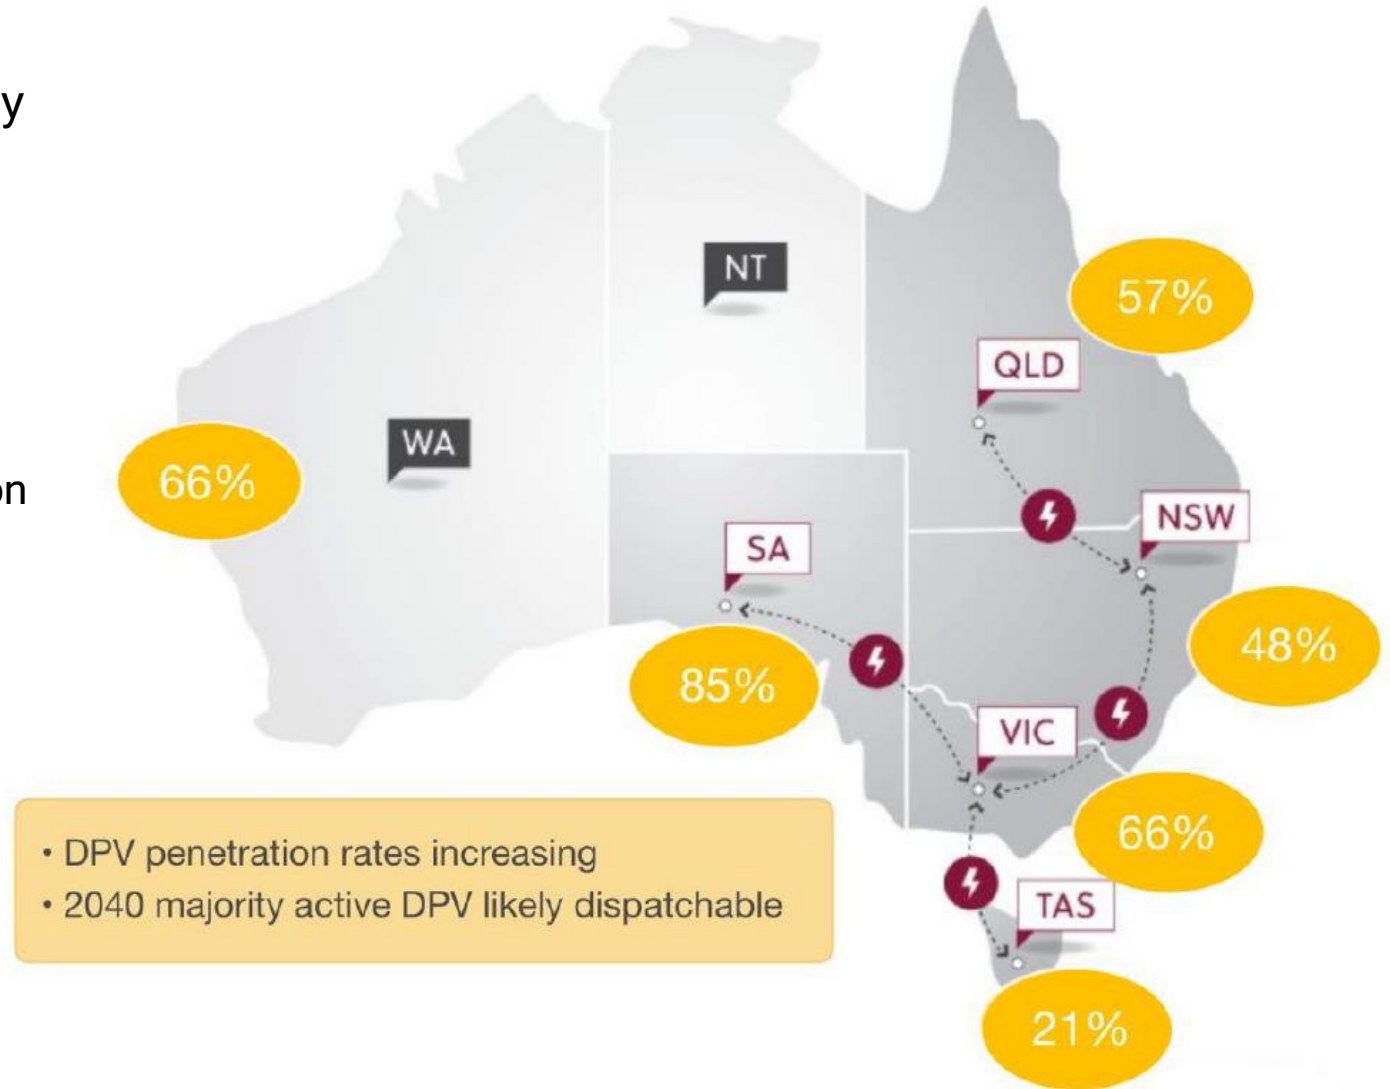 y
on
NT
57%
QLD
WA
66%
NSW
SA
48%
85%
VIC
66%
• DPV penetration rates increasing
• 2040 majority active DPV likely dispatchable
TAS
21%